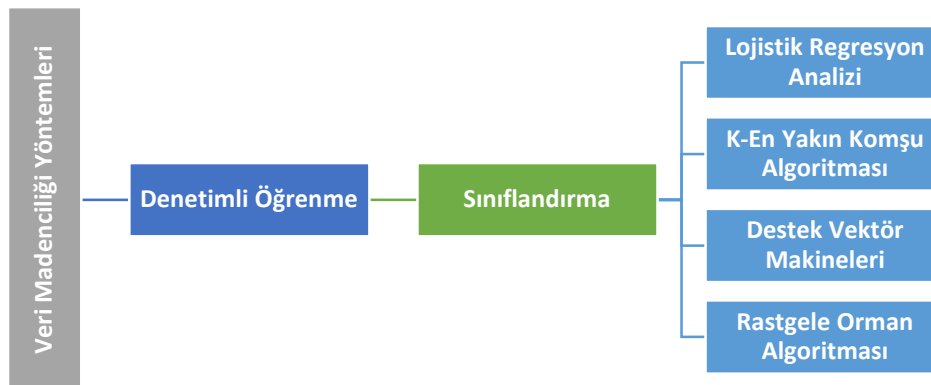 Veri Madenciliği Yöntemleri
Denetimli Öğrenme
Sınıflandırma
Lojistik Regresyon
Analizi
K-En Yakın Komşu
Algoritması
Destek Vektör
Makineleri
Rastgele Orman
Algoritması